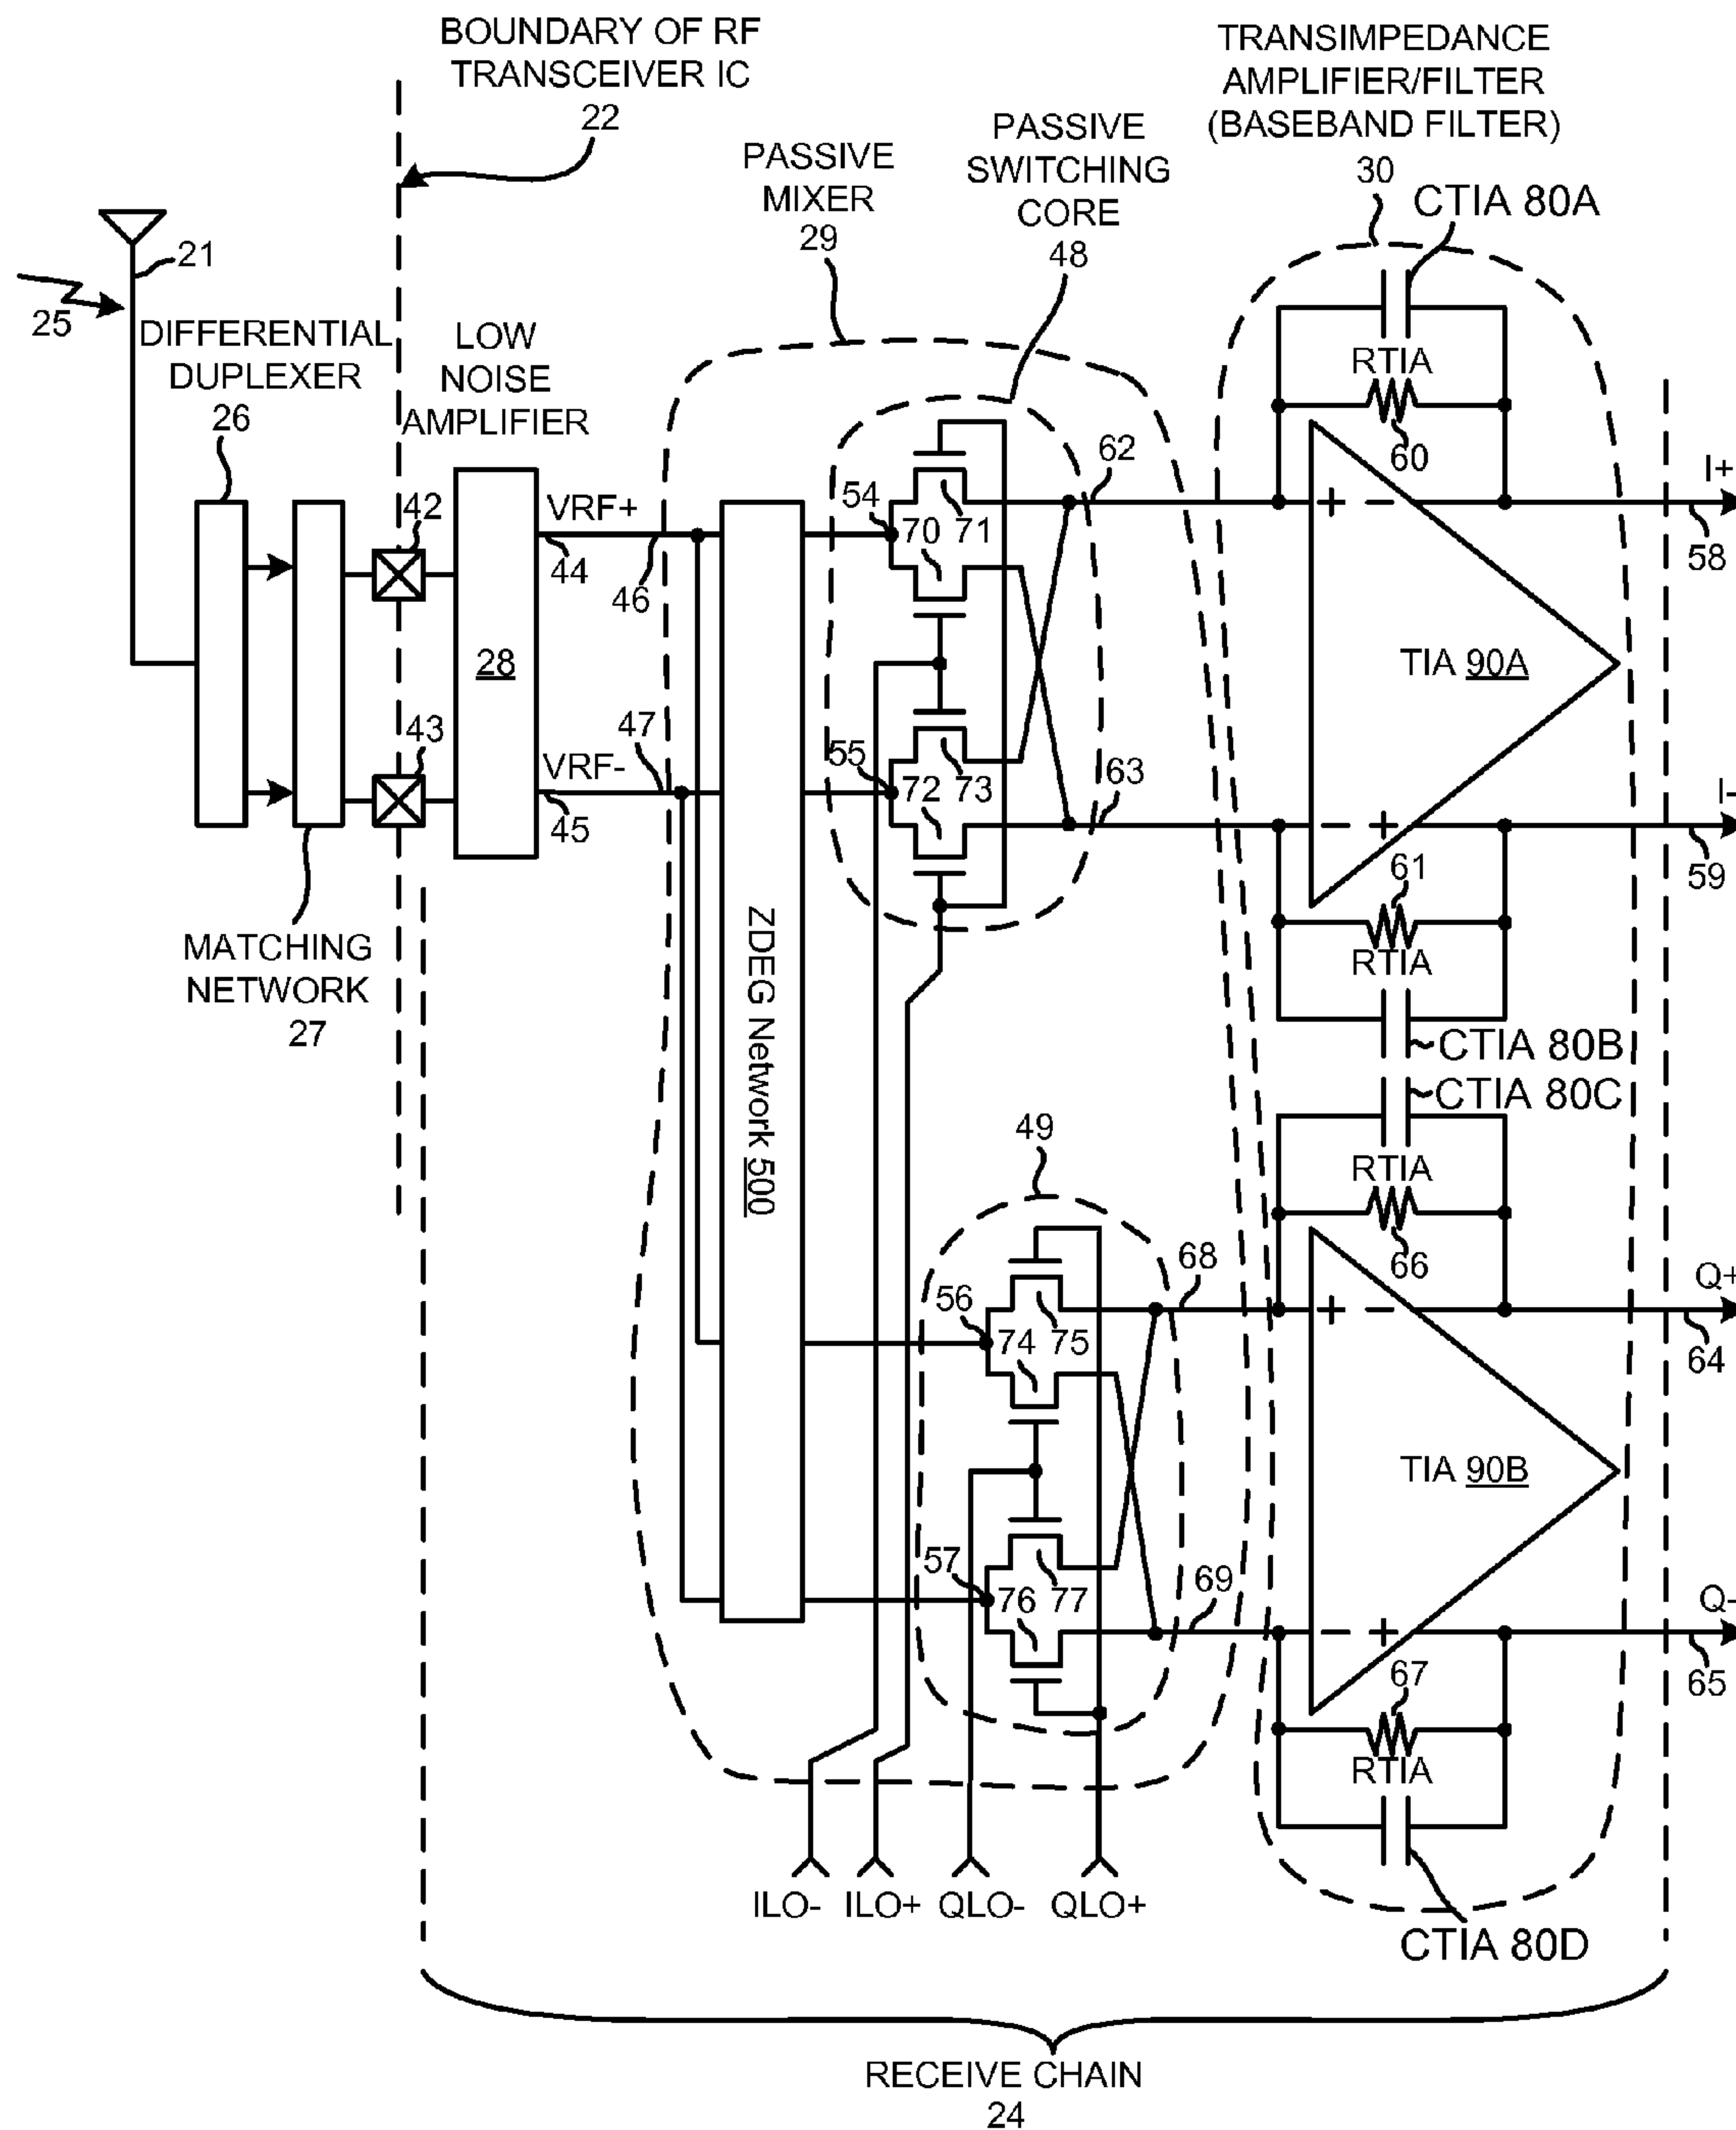 BOUNDARY OF RF
TRANSCEIVER IC
22
TRANSIMPEDANCE
AMPLIFIER/FILTER
(BASEBAND FILTER)
30
PASSIVE
MIXER
29
PASSIVE
SWITCHING
CORE
48
CTIA 80A
21
25
DIFFERENTIAL
DUPLEXER
26
LOW
NOISE
AMPLIFIER
RTIA
60
62
I+
58
42
VRF+
44
46
54
70
71
28
TIA 90A
43
VRF-
45
47
55
72
73
63
I-
59
61
RTIA
MATCHING
NETWORK
27
ZDEG Network 500
CTIA 80B
CTIA 80C
49
RTIA
66
68
Q+
64
56
74
75
TIA 90B
57
76
77
69
Q-
65
67
RTIA
ILO-
ILO+
QLO-
QLO+
CTIA 80D
RECEIVE CHAIN
24